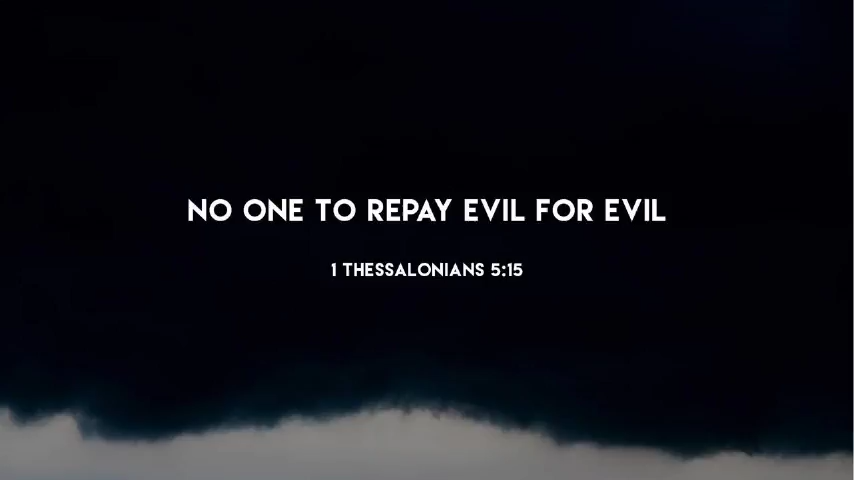 NO ONE TO REPAY EVIL FOR EVIL
1 THESSALONIANS 5:15